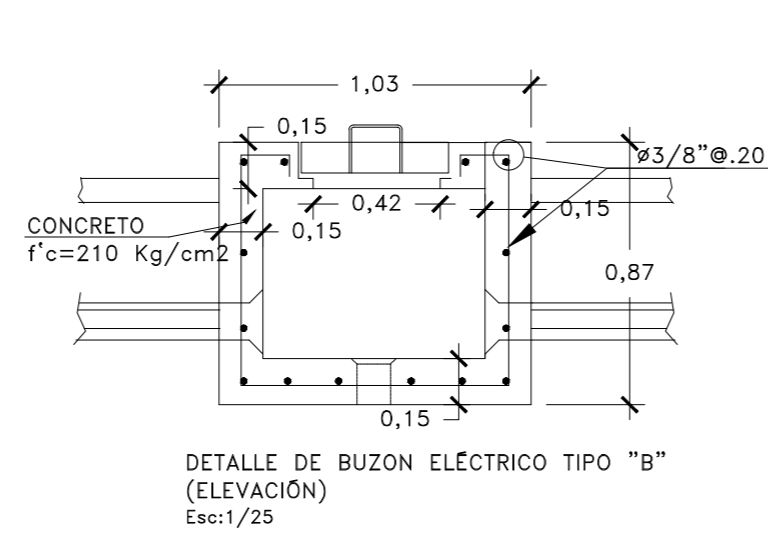 1,03
0,15
ø3/8"@.20
0,42
0,15
CONCRETO
0,15
f'c=210 Kg/cm2
0,87
0,15
DETALLE DE BUZON ELÉCTRICO TIPO "B"
(ELEVACIÓN)
Esc:1/25